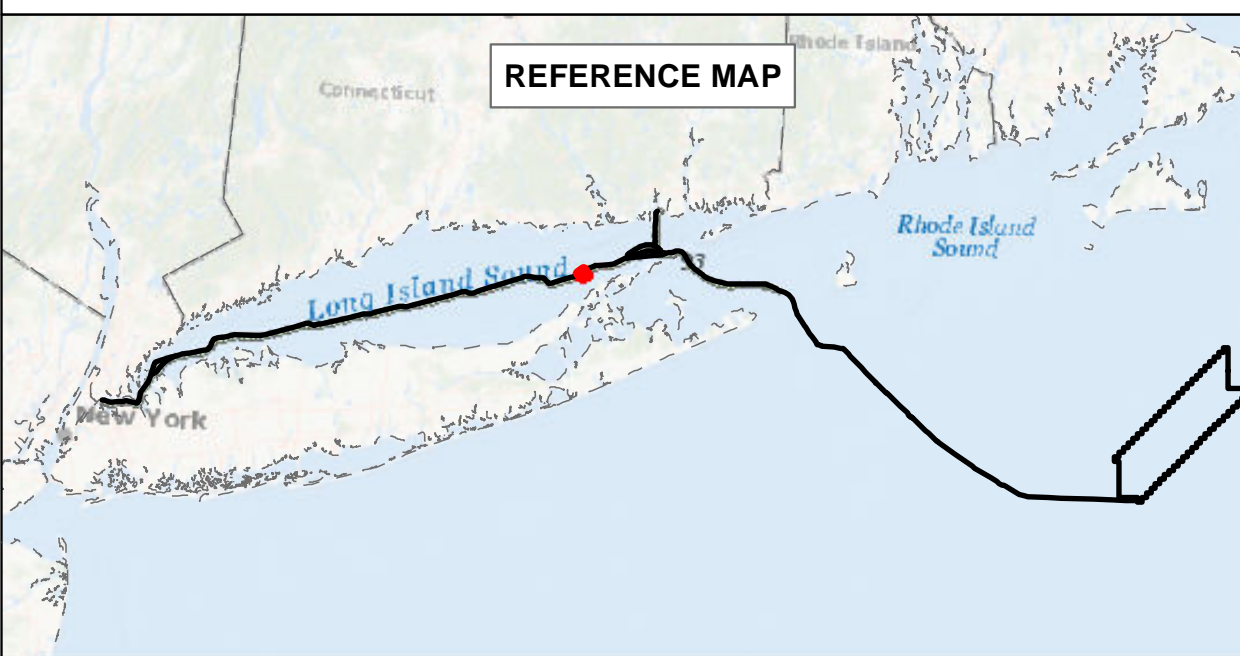 REFERENCE MAP
Rhode Island
Connecticut
Rhode Island
Sound
Long Island Sound
New York